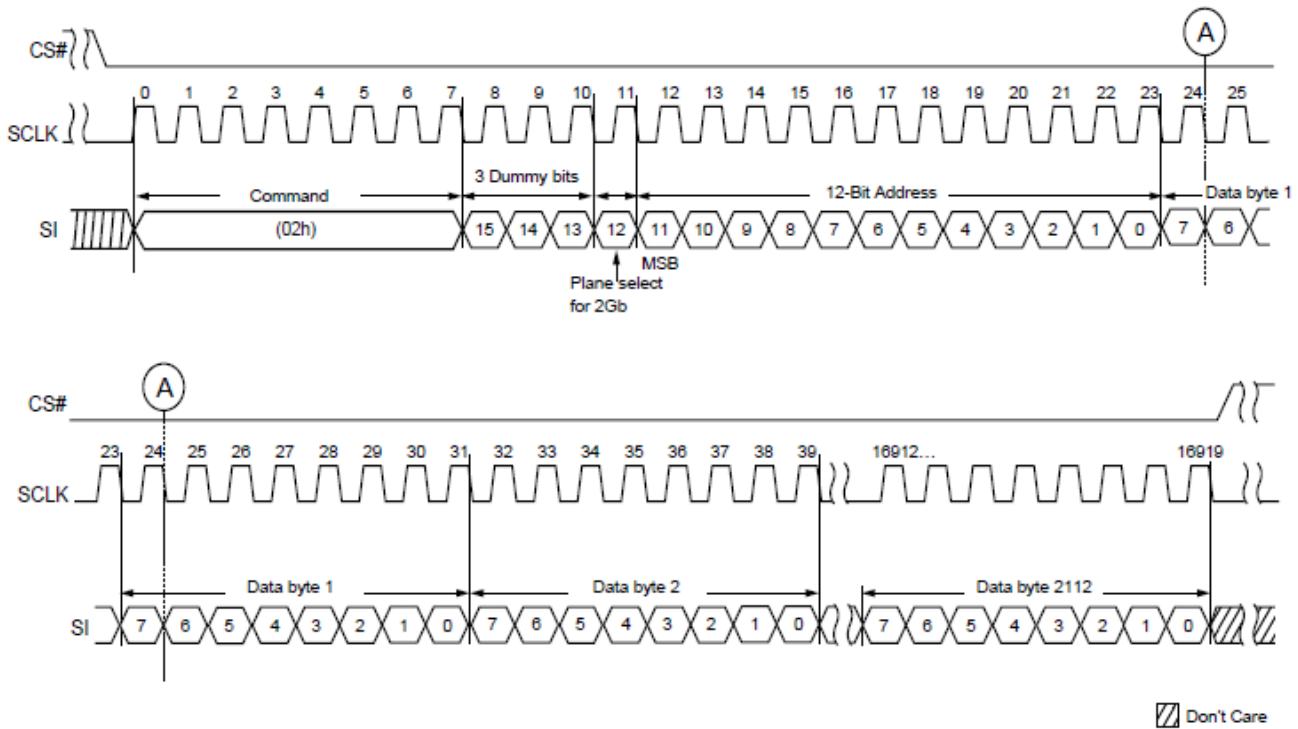 A
CS#
0 1 2 3 4 5 6 7 8 9 10 11 12 13 14 15 16 17 18 19 20 21 22 23 24 25
SCLK
3 Dummy bits
Command 12-Bit Address Data byte 1
SI (02h) 15 14 13 12 11 10 9 8 7 6 5 4 3 2 1 0 7 6
MSB
Plane select
for 2Gb
A
CS#
23 24 25 26 27 28 29 30 31 32 33 34 35 36 37 38 39 16912... 16919
SCLK
Data byte 1 Data byte 2 Data byte 2112
SI 7 6 5 4 3 2 1 0 7 6 5 4 3 2 1 0 7 6 5 4 3 2 1 0
Don't Care